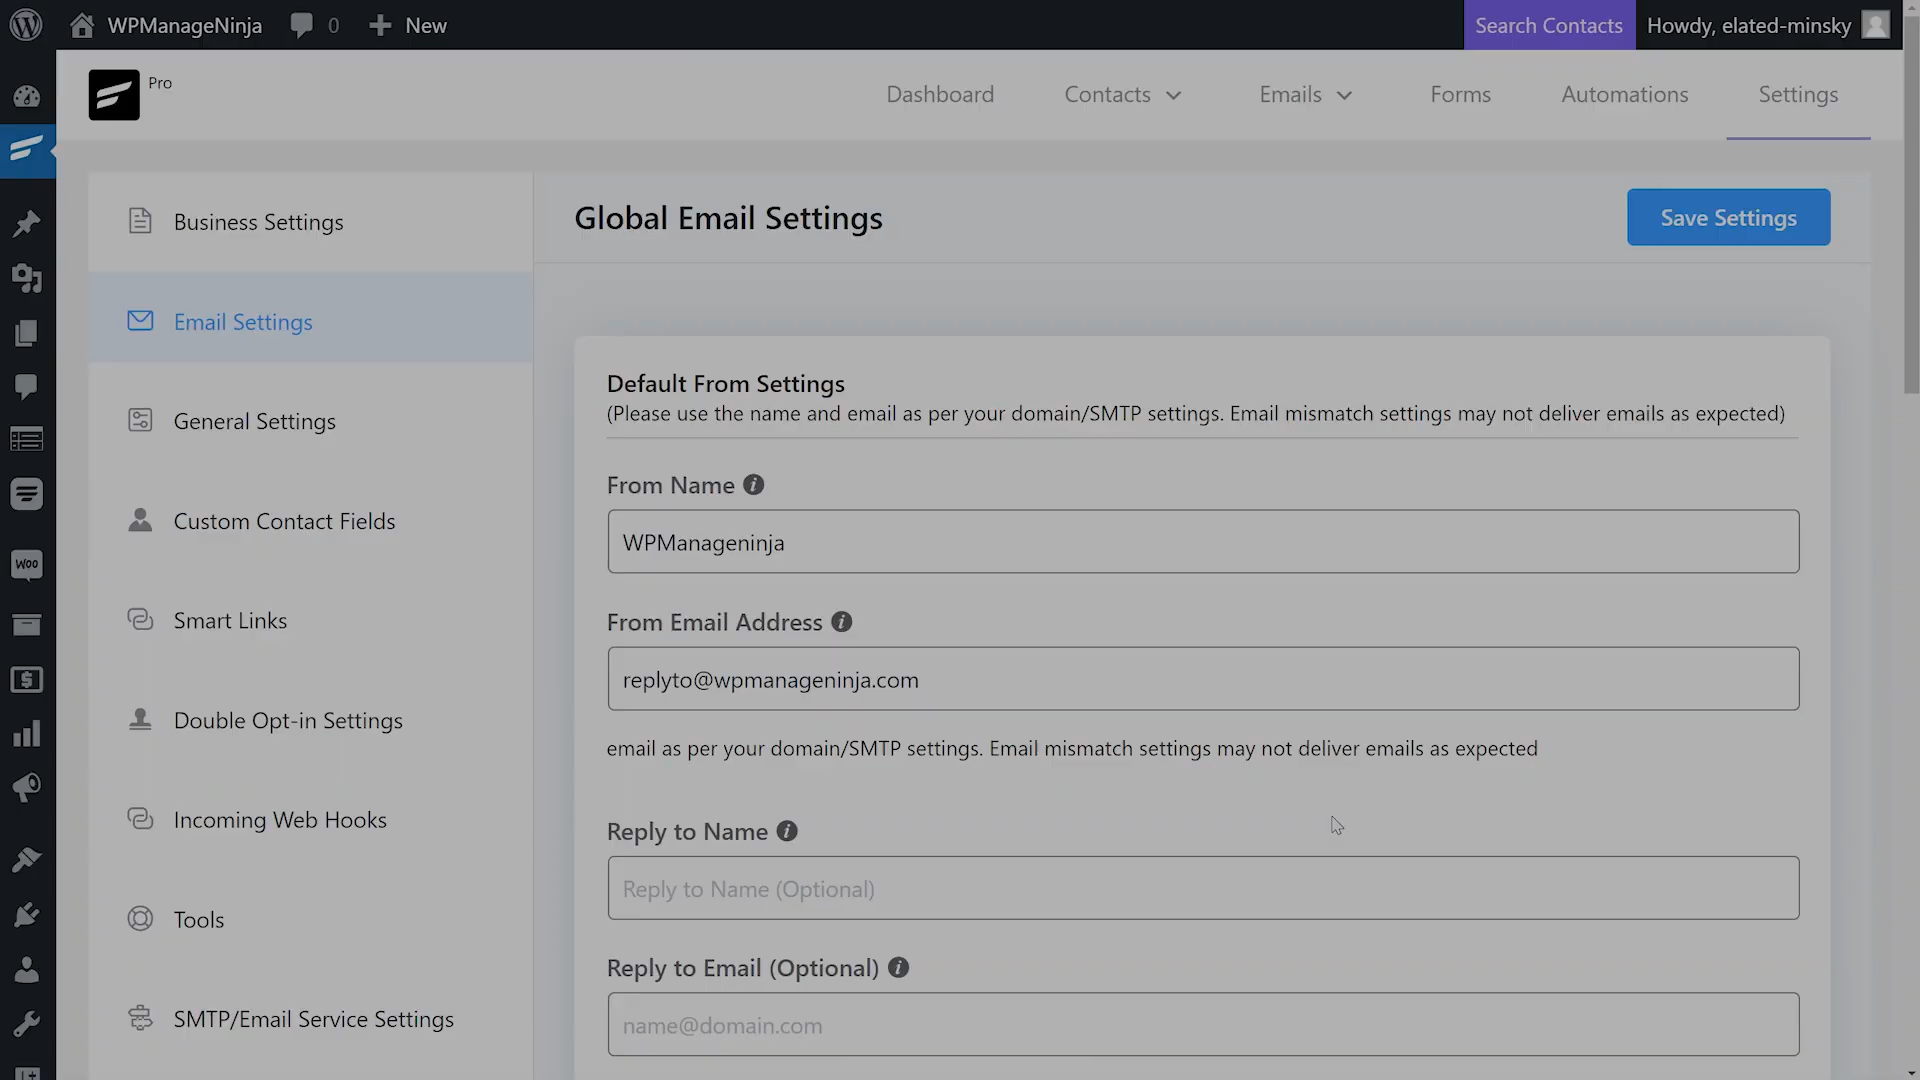 WPManageNinja
0
New
Search Contacts
Howdy, elated-minsky
Pro
Dashboard
Contacts
Emails
Forms
Automations
Settings
Business Settings
Email Settings
General Settings
Custom Contact Fields
Smart Links
Double Opt-in Settings
Incoming Web Hooks
Tools
SMTP/Email Service Settings
Woo
Global Email Settings
Save Settings
Default From Settings
(Please use the name and email as per your domain/SMTP settings. Email mismatch settings may not deliver emails as expected)
From Name
WPManageninja
From Email Address
replyto@wpmanageninja.com
email as per your domain/SMTP settings. Email mismatch settings may not deliver emails as expected
Reply to Name
Reply to Name (Optional)
Reply to Email (Optional)
name@domain.com